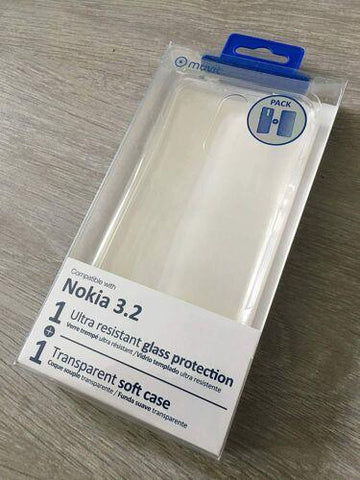 muvit
PACK
Compatible with
Nokia 3.2
1 Ultra resistant glass protection
Verre trempé ultra résistant / Vidrio templado ultra resistente
+
1 Transparent soft case
Coque souple transparente / Funda suave transparente